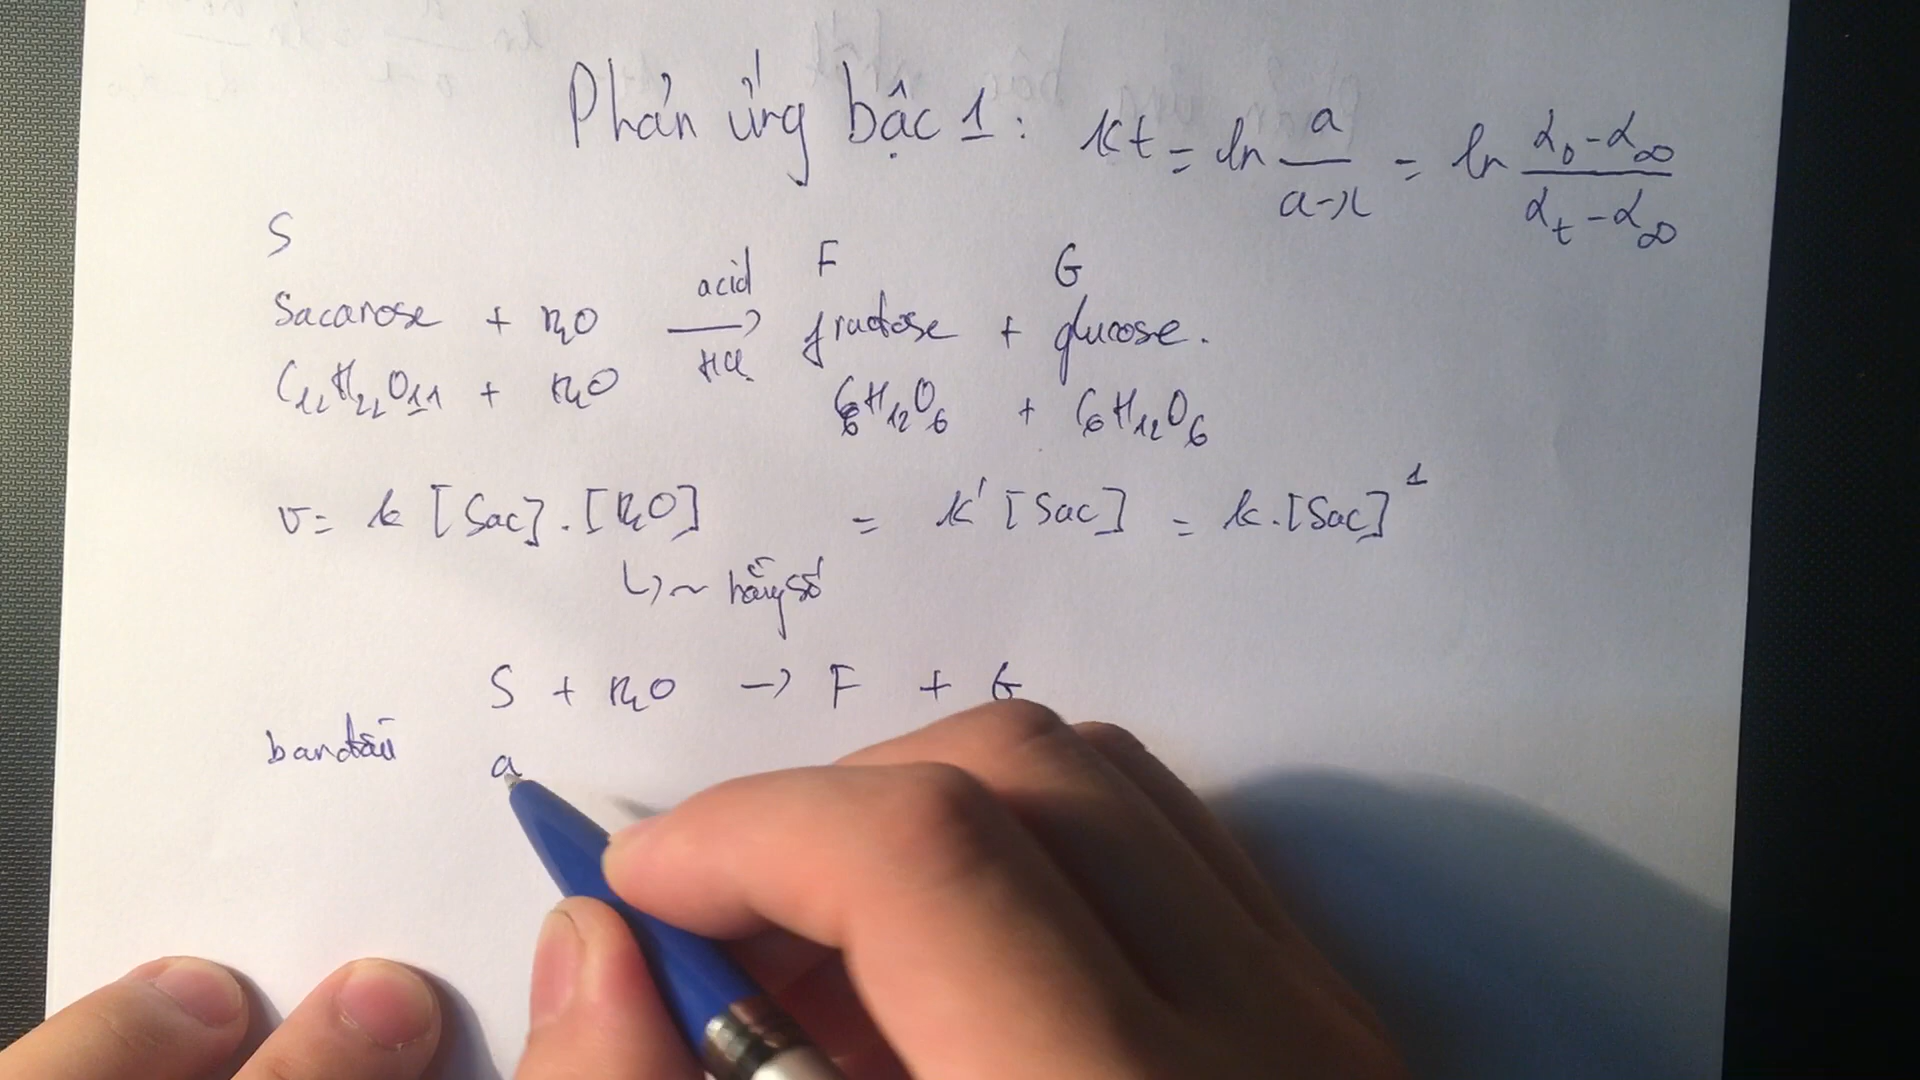 Phản ứng bậc 1 : kt = ln a/(a-x) = ln (α₀ - α∞)/(αt - α∞)
S F G
Sacarose + H₂O acid → HCl fructose + glucose.
C₁₂H₂₂O₁₁ + H₂O C₆H₁₂O₆ + C₆H₁₂O₆
v = k [Sac] . [H₂O] = k' [Sac] = k . [Sac]¹
↳ ~ hằng số
S + H₂O → F + G
ban đầu a